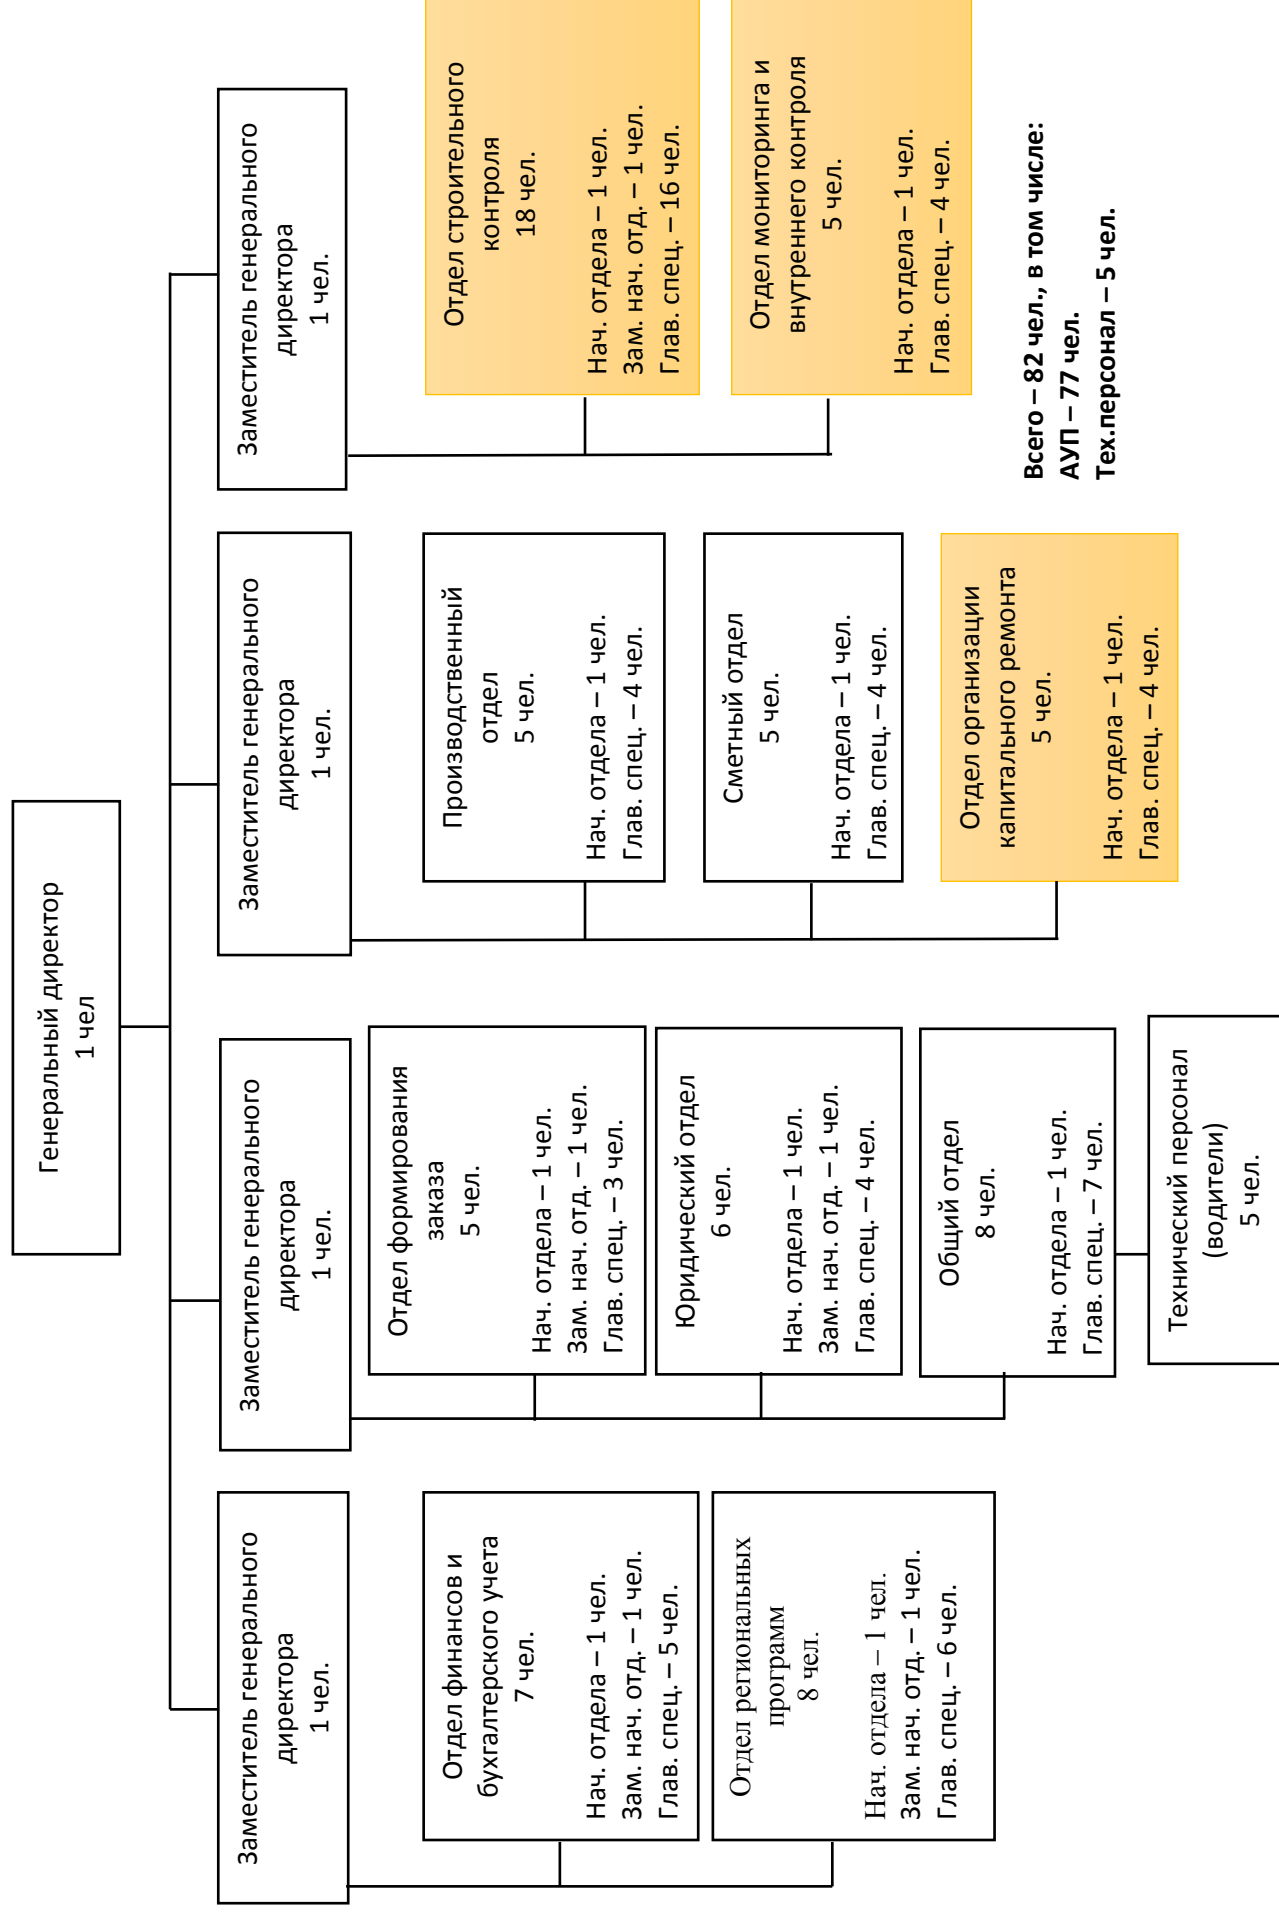 Генеральный директор
1 чел
Заместитель генерального
директора
1 чел.
Отдел финансов и
бухгалтерского учета
7 чел.
Нач. отдела – 1 чел.
Зам. нач. отд. – 1 чел.
Глав. спец. – 5 чел.
Отдел региональных
программ
8 чел.
Нач. отдела – 1 чел.
Зам. нач. отд. – 1 чел.
Глав. спец. – 6 чел.
Заместитель генерального
директора
1 чел.
Отдел формирования
заказа
5 чел.
Нач. отдела – 1 чел.
Зам. нач. отд. – 1 чел.
Глав. спец. – 3 чел.
Юридический отдел
6 чел.
Нач. отдела – 1 чел.
Зам. нач. отд. – 1 чел.
Глав. спец. – 4 чел.
Общий отдел
8 чел.
Нач. отдела – 1 чел.
Глав. спец. – 7 чел.
Технический персонал
(водители)
5 чел.
Заместитель генерального
директора
1 чел.
Производственный
отдел
5 чел.
Нач. отдела – 1 чел.
Глав. спец. – 4 чел.
Сметный отдел
5 чел.
Нач. отдела – 1 чел.
Глав. спец. – 4 чел.
Отдел организации
капитального ремонта
5 чел.
Нач. отдела – 1 чел.
Глав. спец. – 4 чел.
Заместитель генерального
директора
1 чел.
Отдел строительного
контроля
18 чел.
Нач. отдела – 1 чел.
Зам. нач. отд. – 1 чел.
Глав. спец. – 16 чел.
Отдел мониторинга и
внутреннего контроля
5 чел.
Нач. отдела – 1 чел.
Глав. спец. – 4 чел.
Всего – 82 чел., в том числе:
АУП – 77 чел.
Тех.персонал – 5 чел.